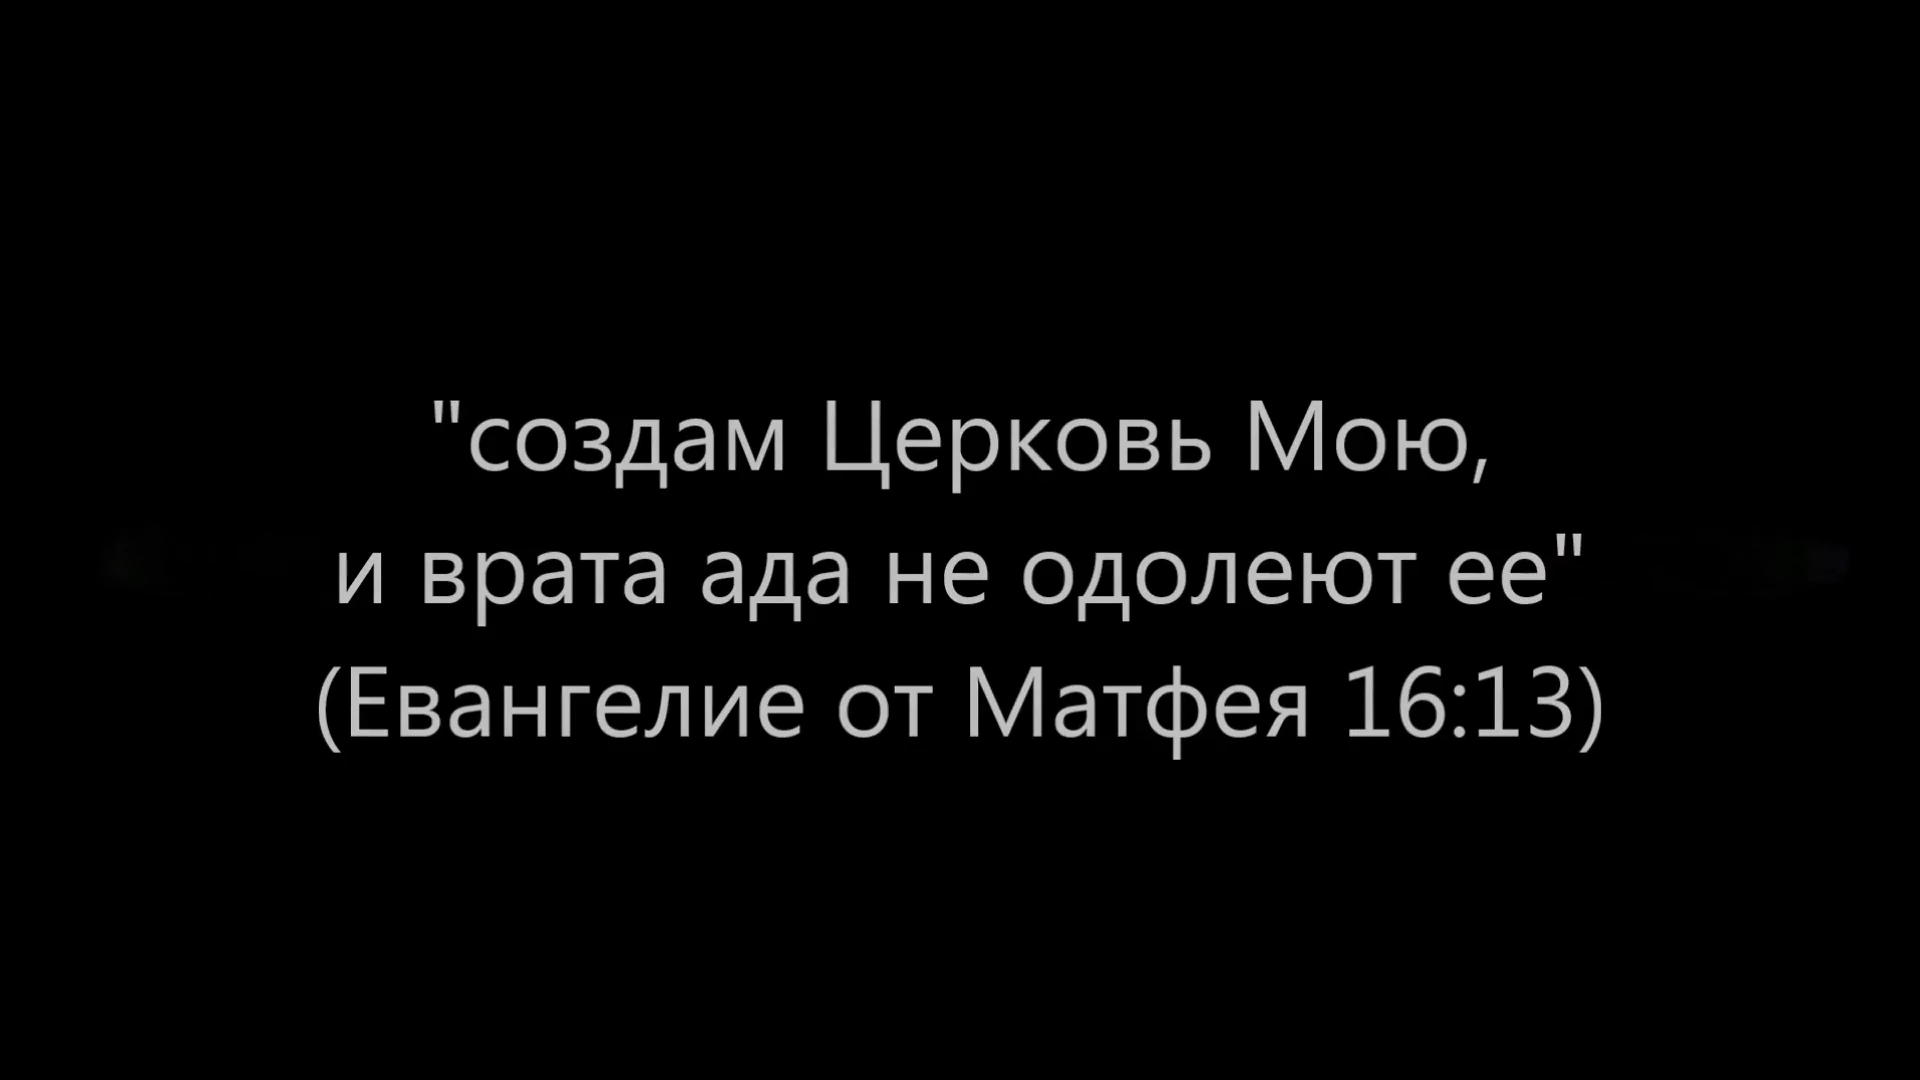 "создам Церковь Мою,
и врата ада не одолеют ее"
(Евангелие от Матфея 16:13)